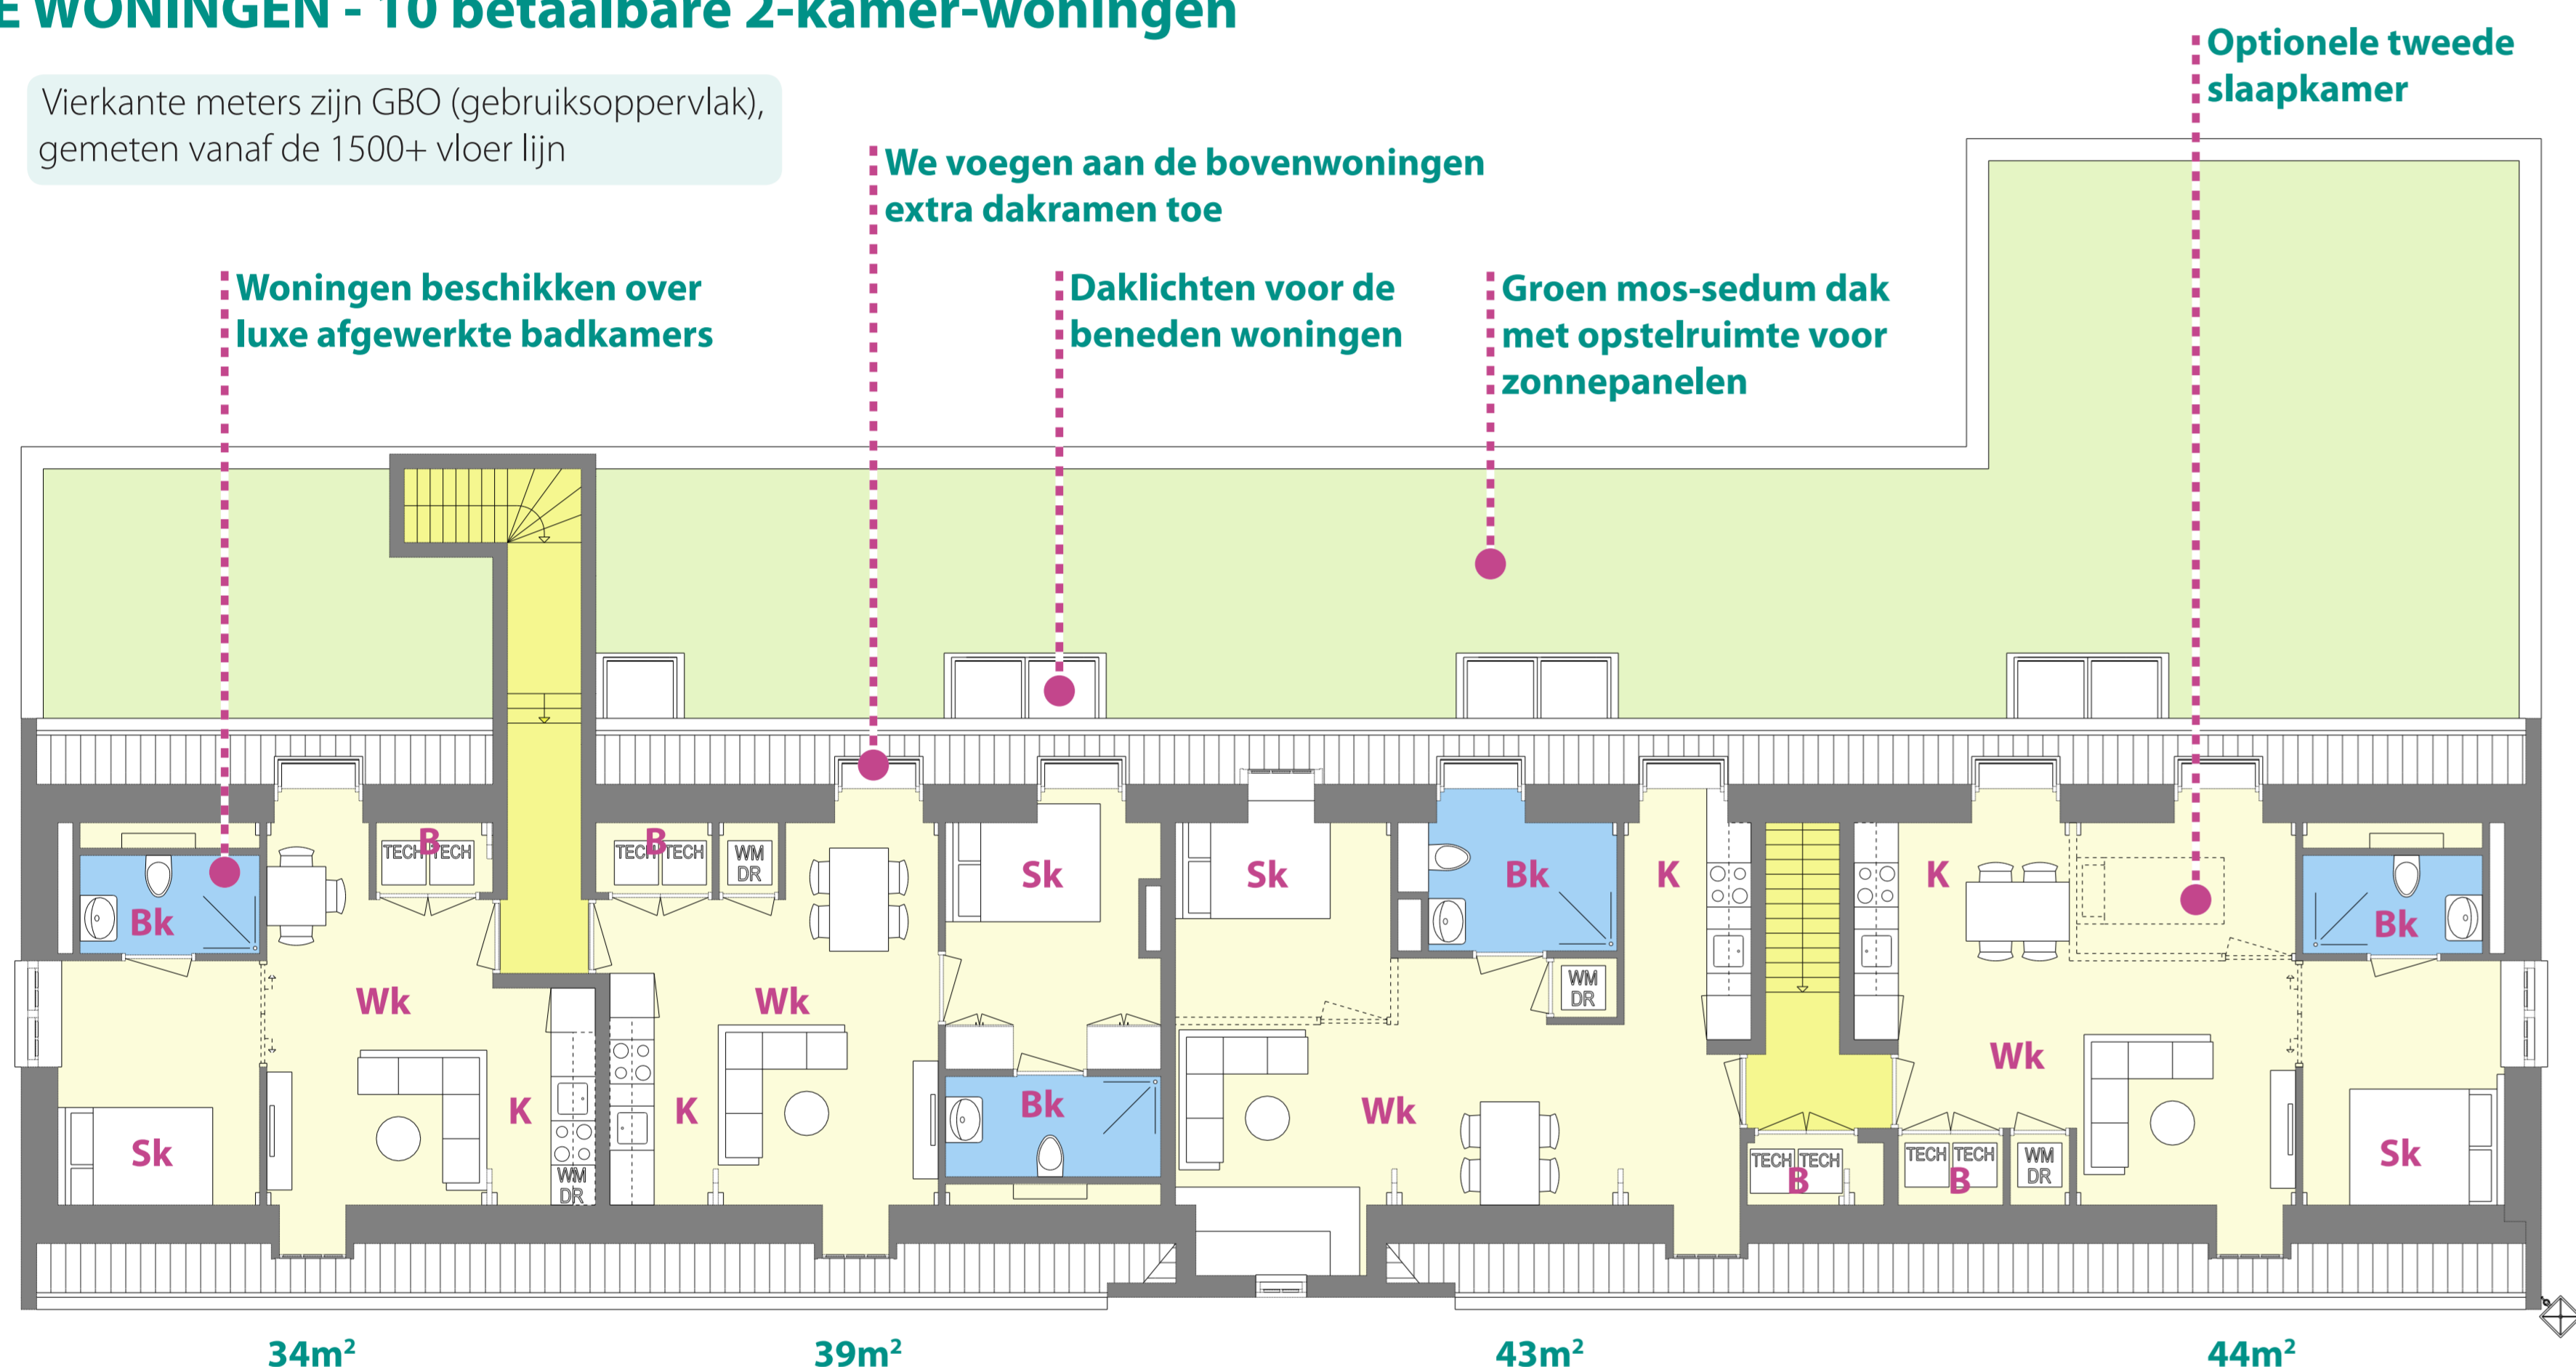 E WONINGEN - 10 betaalbare 2-kamer-woningen
Vierkante meters zijn GBO (gebruiksoppervlak),
gemeten vanaf de 1500+ vloer lijn
Optionele tweede
slaapkamer
We voegen aan de bovenwoningen
extra dakramen toe
Woningen beschikken over
luxe afgewerkte badkamers
Daklichten voor de
beneden woningen
Groen mos-sedum dak
met opstelruimte voor
zonnepanelen
B
TECH TECH
Bk
Wk
K
Sk
WM
DR
B
TECH TECH
WM
DR
Sk
Wk
K
Bk
Sk
Bk
K
WM
DR
Wk
TECH TECH
B
K
Bk
Wk
TECH TECH
B
WM
DR
Sk
34m²
39m²
43m²
44m²